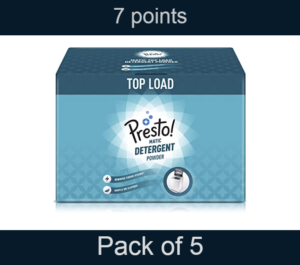 7 points
TOP LOAD
Presto!
MATIC
DETERGENT
POWDER
Pack of 5